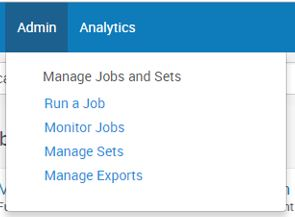 Admin Analytics
Manage Jobs and Sets
Run a Job
Monitor Jobs
Manage Sets
Manage Exports